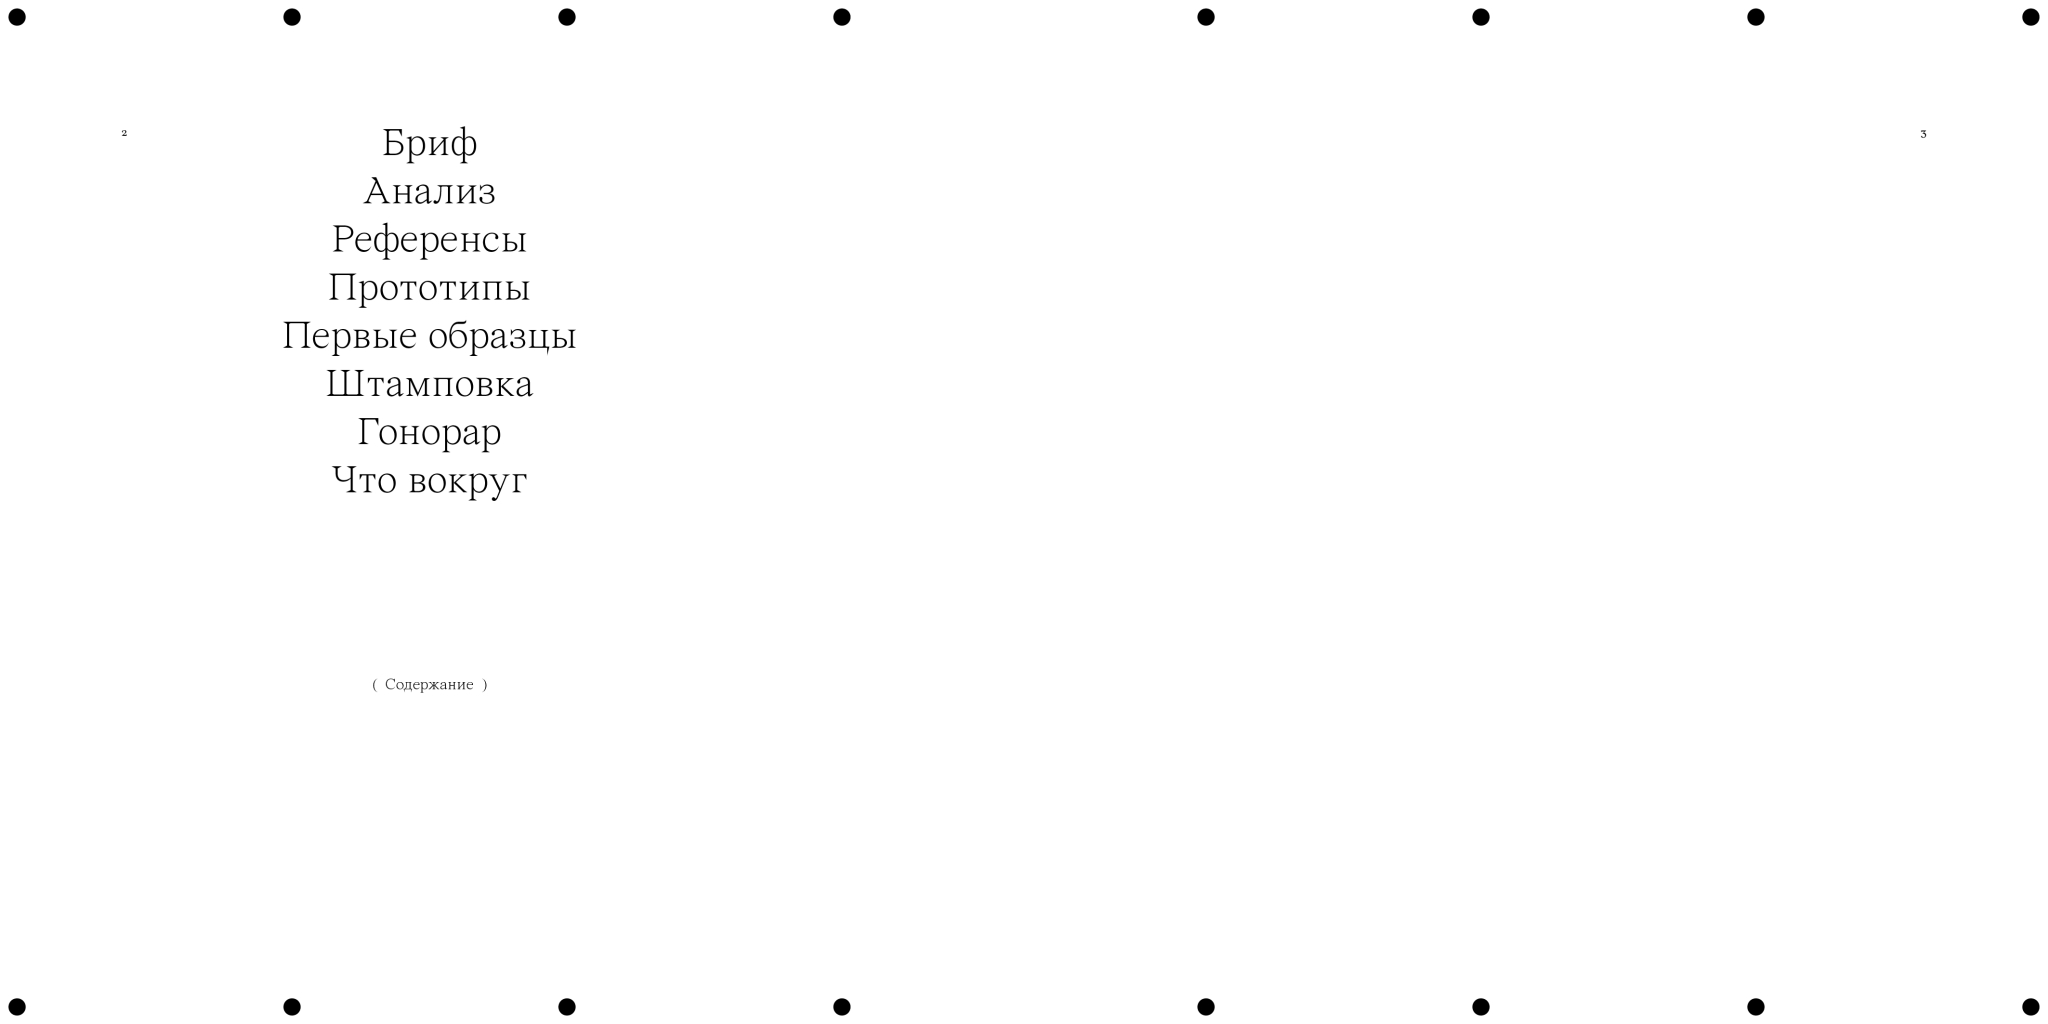 2
Бриф
Анализ
Референсы
Прототипы
Первые образцы
Штамповка
Гонорар
Что вокруг
( Содержание )
3